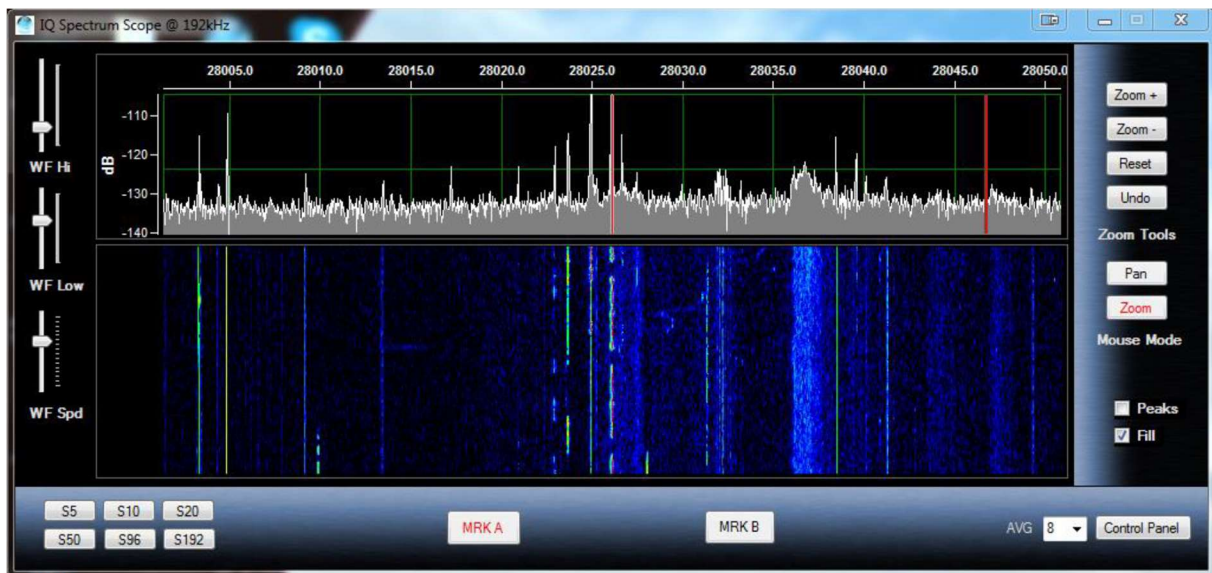 IQ Spectrum Scope @ 192kHz
28005.0 28010.0 28015.0 28020.0 28025.0 28030.0 28035.0 28040.0 28045.0 28050.0
-110
-120
-130
-140
dB
WF Hi
WF Low
WF Spd
Zoom +
Zoom -
Reset
Undo
Zoom Tools
Pan
Zoom
Mouse Mode
Peaks
Fill
S5 S10 S20
S50 S96 S192
MRK A
MRK B
AVG 8 Control Panel